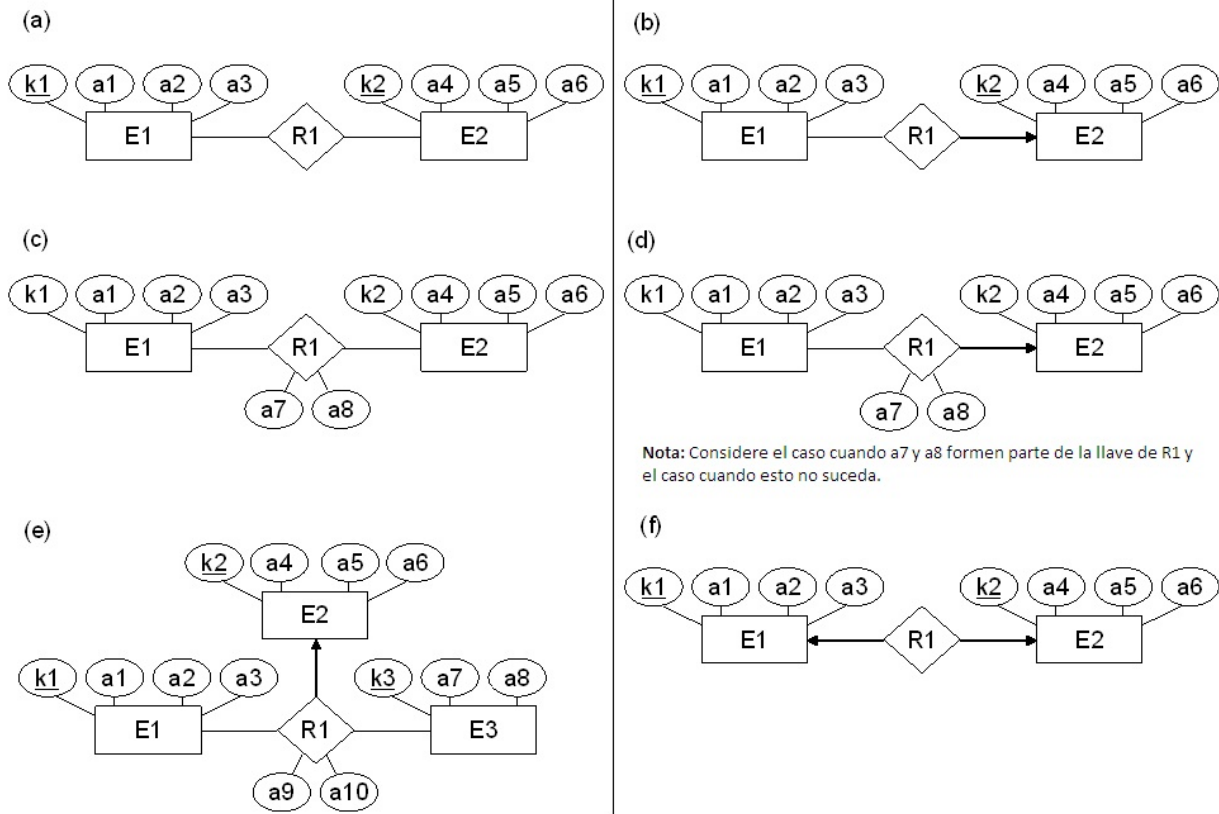 (a)
k1 a1 a2 a3 k2 a4 a5 a6
E1 R1 E2
(b)
k1 a1 a2 a3 k2 a4 a5 a6
E1 R1 E2
(c)
k1 a1 a2 a3 k2 a4 a5 a6
E1 R1 E2
a7 a8
(d)
k1 a1 a2 a3 k2 a4 a5 a6
E1 R1 E2
a7 a8
Nota: Considere el caso cuando a7 y a8 formen parte de la llave de R1 y
el caso cuando esto no suceda.
(e)
k2 a4 a5 a6
E2
k1 a1 a2 a3 k3 a7 a8
E1 R1 E3
a9 a10
(f)
k1 a1 a2 a3 k2 a4 a5 a6
E1 R1 E2